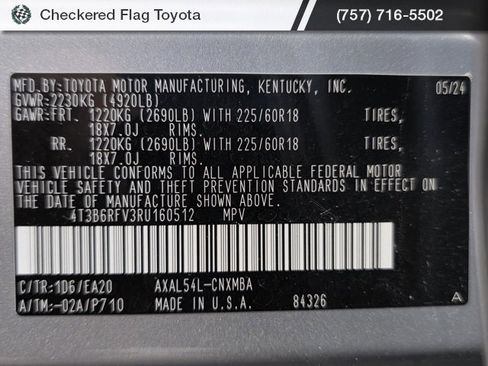 Checkered Flag Toyota
(757) 716-5502
MFD.BY:TOYOTA MOTOR MANUFACTURING, KENTUCKY, INC. 05/24
GVWR:2230KG (4920LB)
GAWR:FRT. 1220KG (2690LB) WITH 225/60R18 TIRES,
18X7.0J RIMS.
RR. 1220KG (2690LB) WITH 225/60R18 TIRES,
18X7.0J RIMS.
THIS VEHICLE CONFORMS TO ALL APPLICABLE FEDERAL MOTOR
VEHICLE SAFETY AND THEFT PREVENTION STANDARDS IN EFFECT ON
THE DATE OF MANUFACTURE SHOWN ABOVE.
4T3B6RFV3RU160512 MPV
C/TR:1D6/EA20 AXAL54L-CNXMBA
A/TM:-02A/P710 MADE IN U.S.A. 84326 A